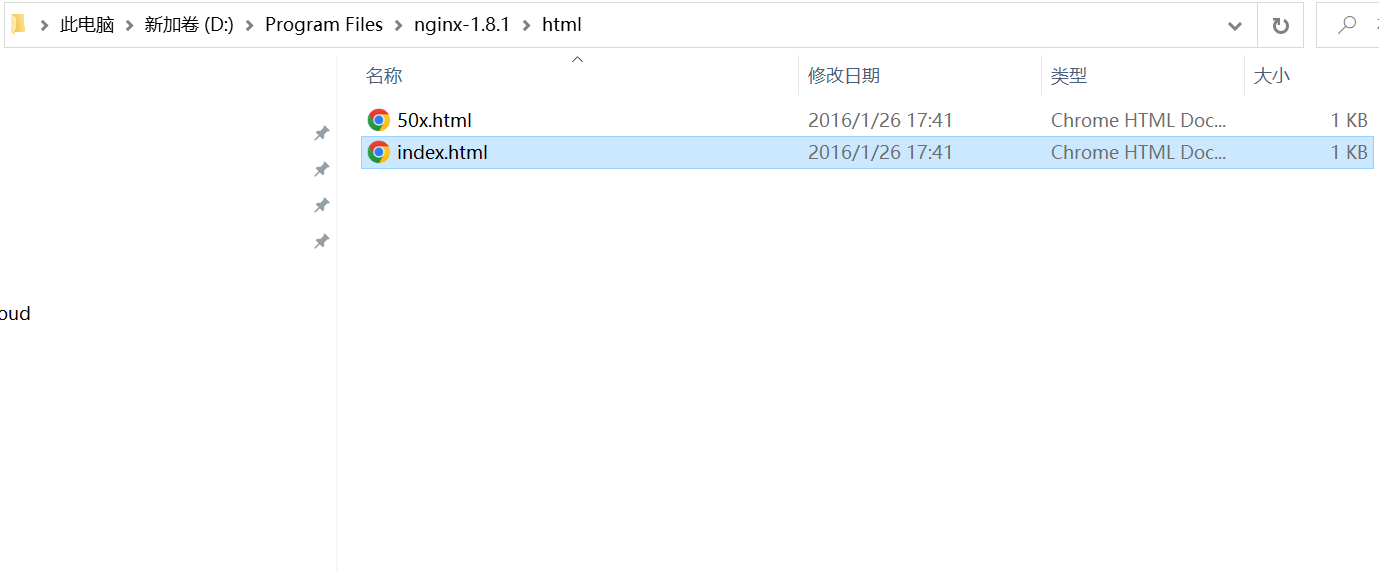 此电脑 > 新加卷 (D:) > Program Files > nginx-1.8.1 > html
名称 修改日期 类型 大小
50x.html 2016/1/26 17:41 Chrome HTML Doc... 1 KB
index.html 2016/1/26 17:41 Chrome HTML Doc... 1 KB
oud